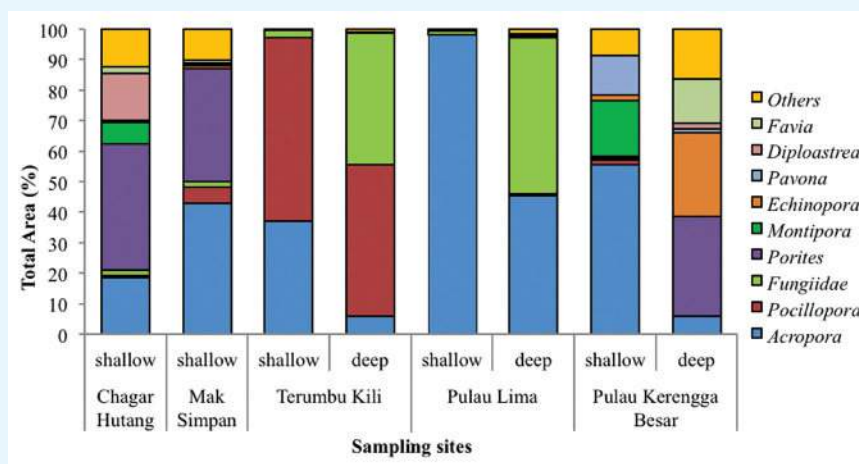 Total Area (%)
100
90
80
70
60
50
40
30
20
10
0
shallow shallow shallow deep shallow deep shallow deep
Chagar Hutang
Mak Simpan
Terumbu Kili
Pulau Lima
Pulau Kerengga Besar
Sampling sites
Others
Favia
Diploastrea
Pavona
Echinopora
Montipora
Porites
Fungiidae
Pocillopora
Acropora